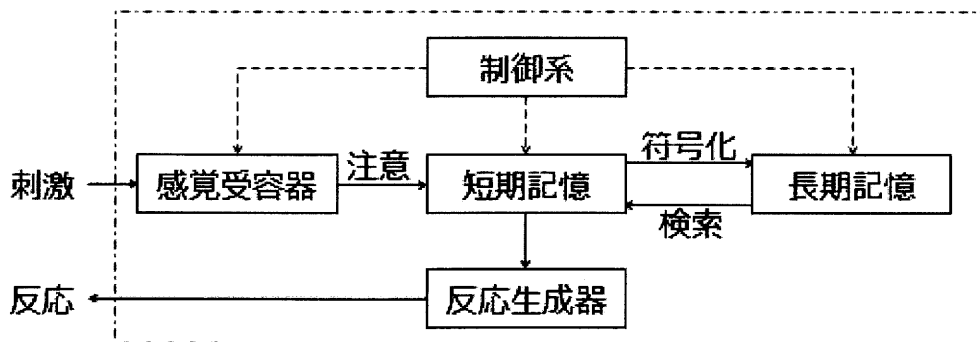 制御系
刺激
感覚受容器
注意
短期記憶
符号化
検索
長期記憶
反応
反応生成器